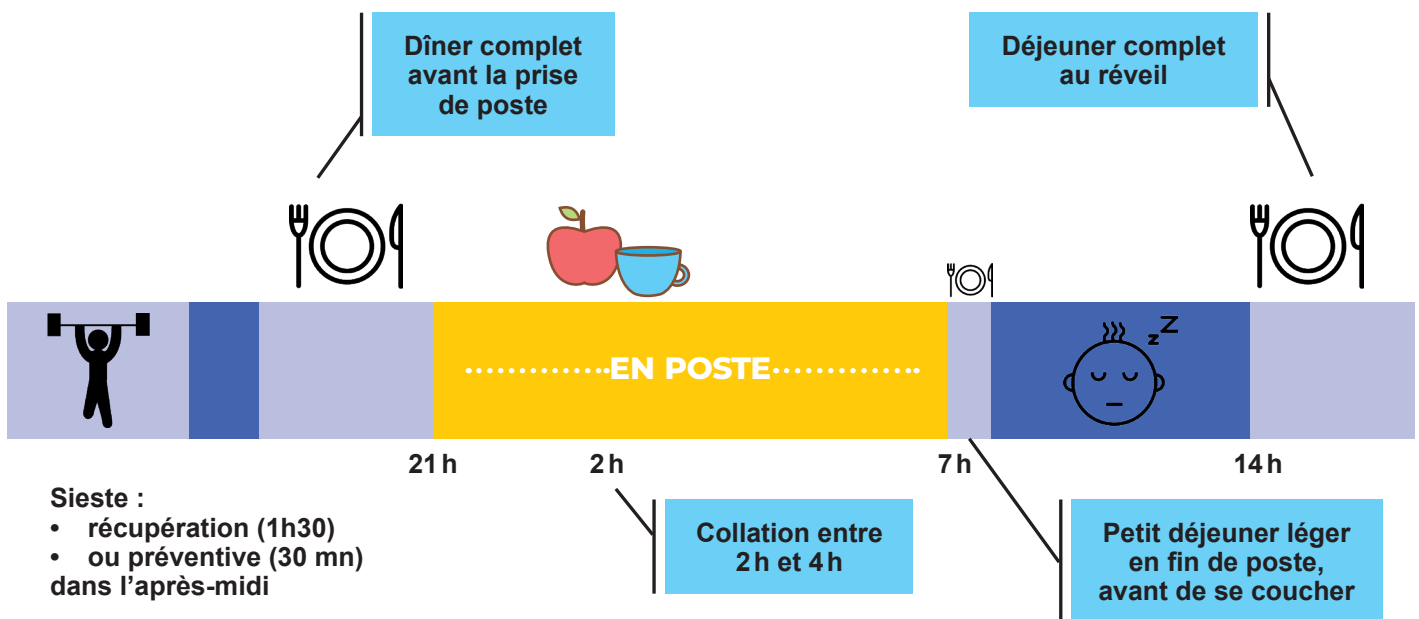 Dîner complet
avant la prise
de poste
Déjeuner complet
au réveil
z Z
EN POSTE
21 h
2 h
7 h
14 h
Sieste :
• récupération (1h30)
• ou préventive (30 mn)
dans l’après-midi
Collation entre
2 h et 4 h
Petit déjeuner léger
en fin de poste,
avant de se coucher